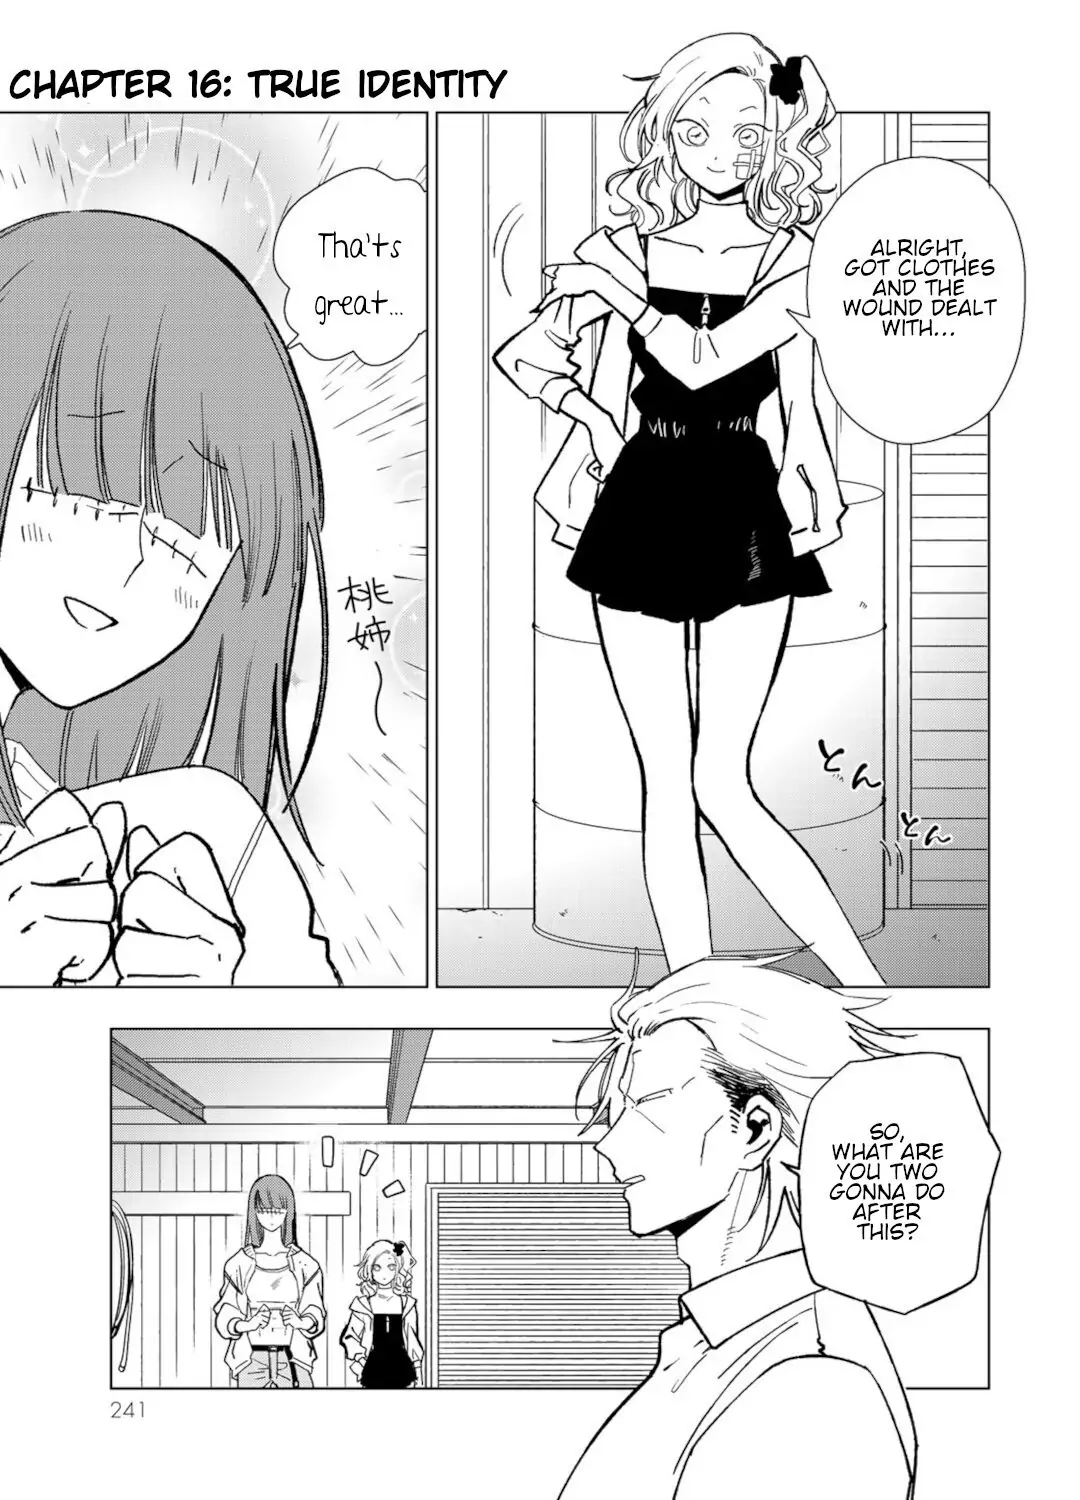 CHAPTER 16: TRUE IDENTITY
ALRIGHT,
GOT CLOTHES
AND THE
WOUND DEALT
WITH...
とん
とん
Tha'ts
great...
桃姉〜
SO,
WHAT ARE
YOU TWO
GONNA DO
AFTER
THIS?
241